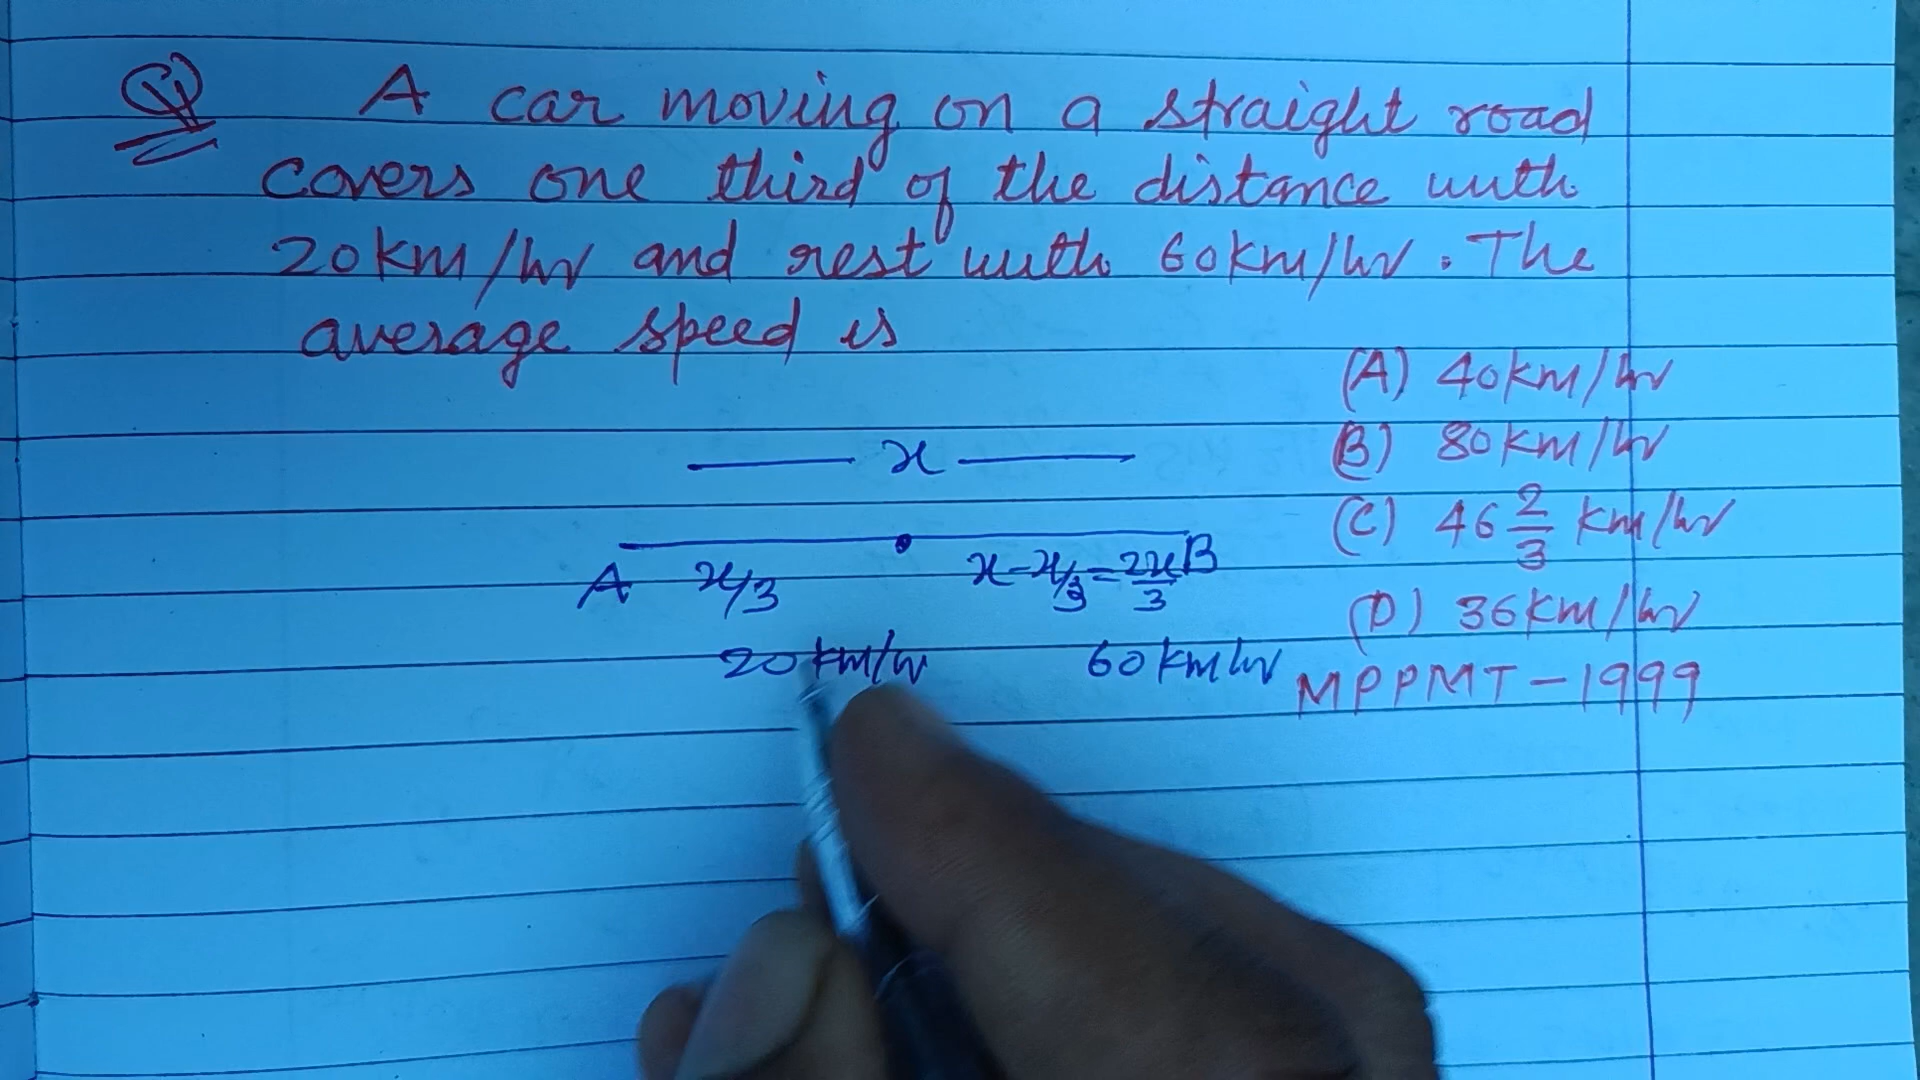 Q A car moving on a straight road
covers one third of the distance with
20km/hr and rest with 60km/hr. The
average speed is
(A) 40km/hr
(B) 80km/hr
(C) 46 2/3 km/hr
(D) 36km/hr
MPPMT-1999
x
A x/3 x-x/3=2x/3 B
20km/hr 60kmhr